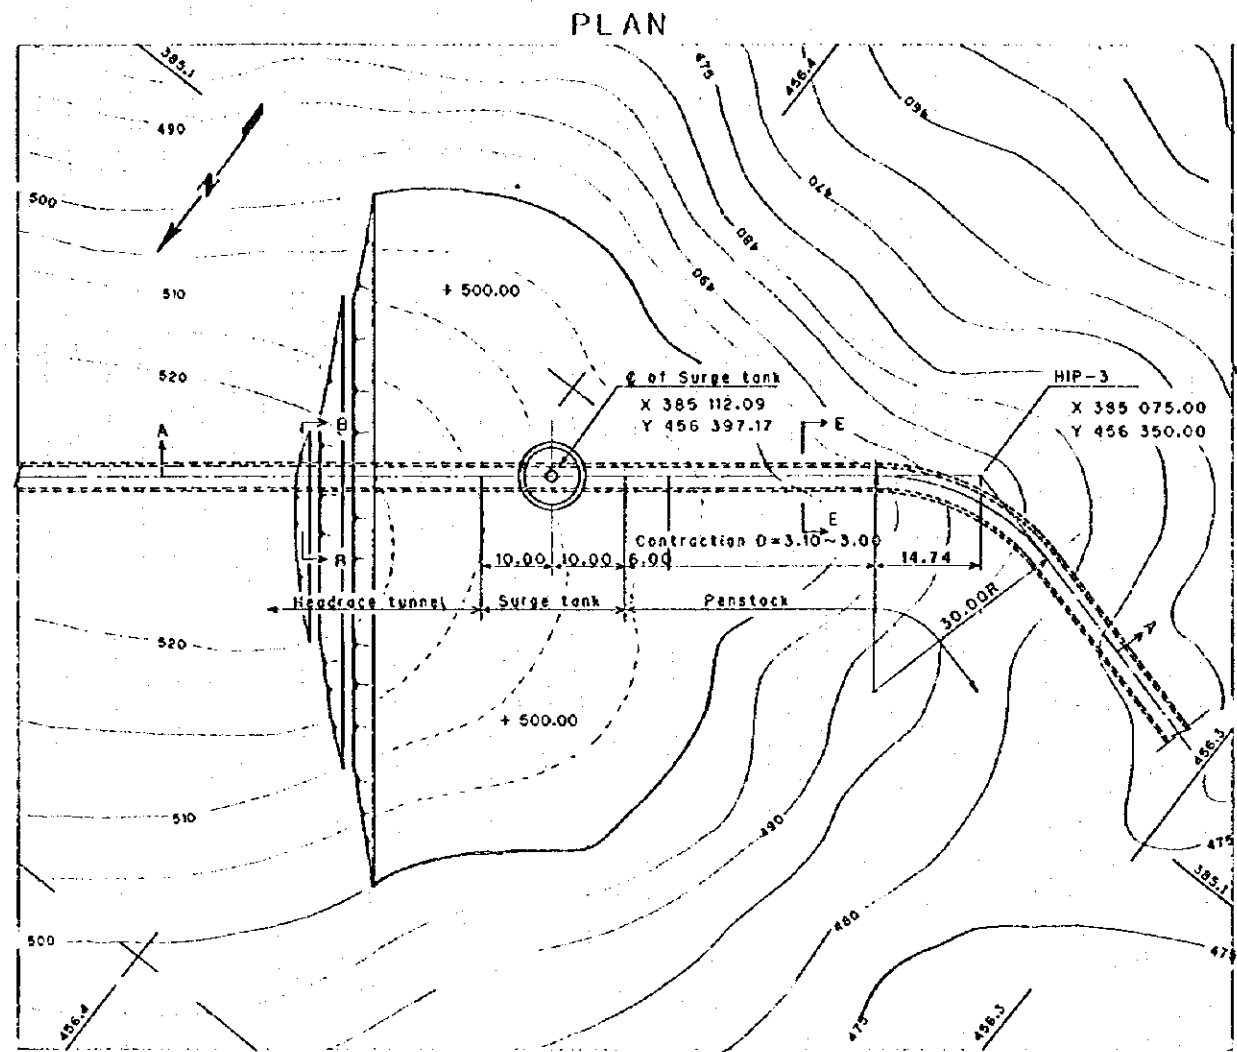 PLAN
385.1
475
456.4
460
490
N
470
500
480
490
510
+ 500.00
520
℄ of Surge tank
X 385 112.09
Y 456 397.17
HIP-3
X 385 075.00
Y 456 350.00
A
B
E
E
B
Contraction D=3.10~3.00
10.00
10.00
6.00
14.74
Headrace tunnel
Surge tank
Penstock
30.00R
A
520
+ 500.00
456.3
510
490
475
385.1
500
480
475
456.4
475
456.3